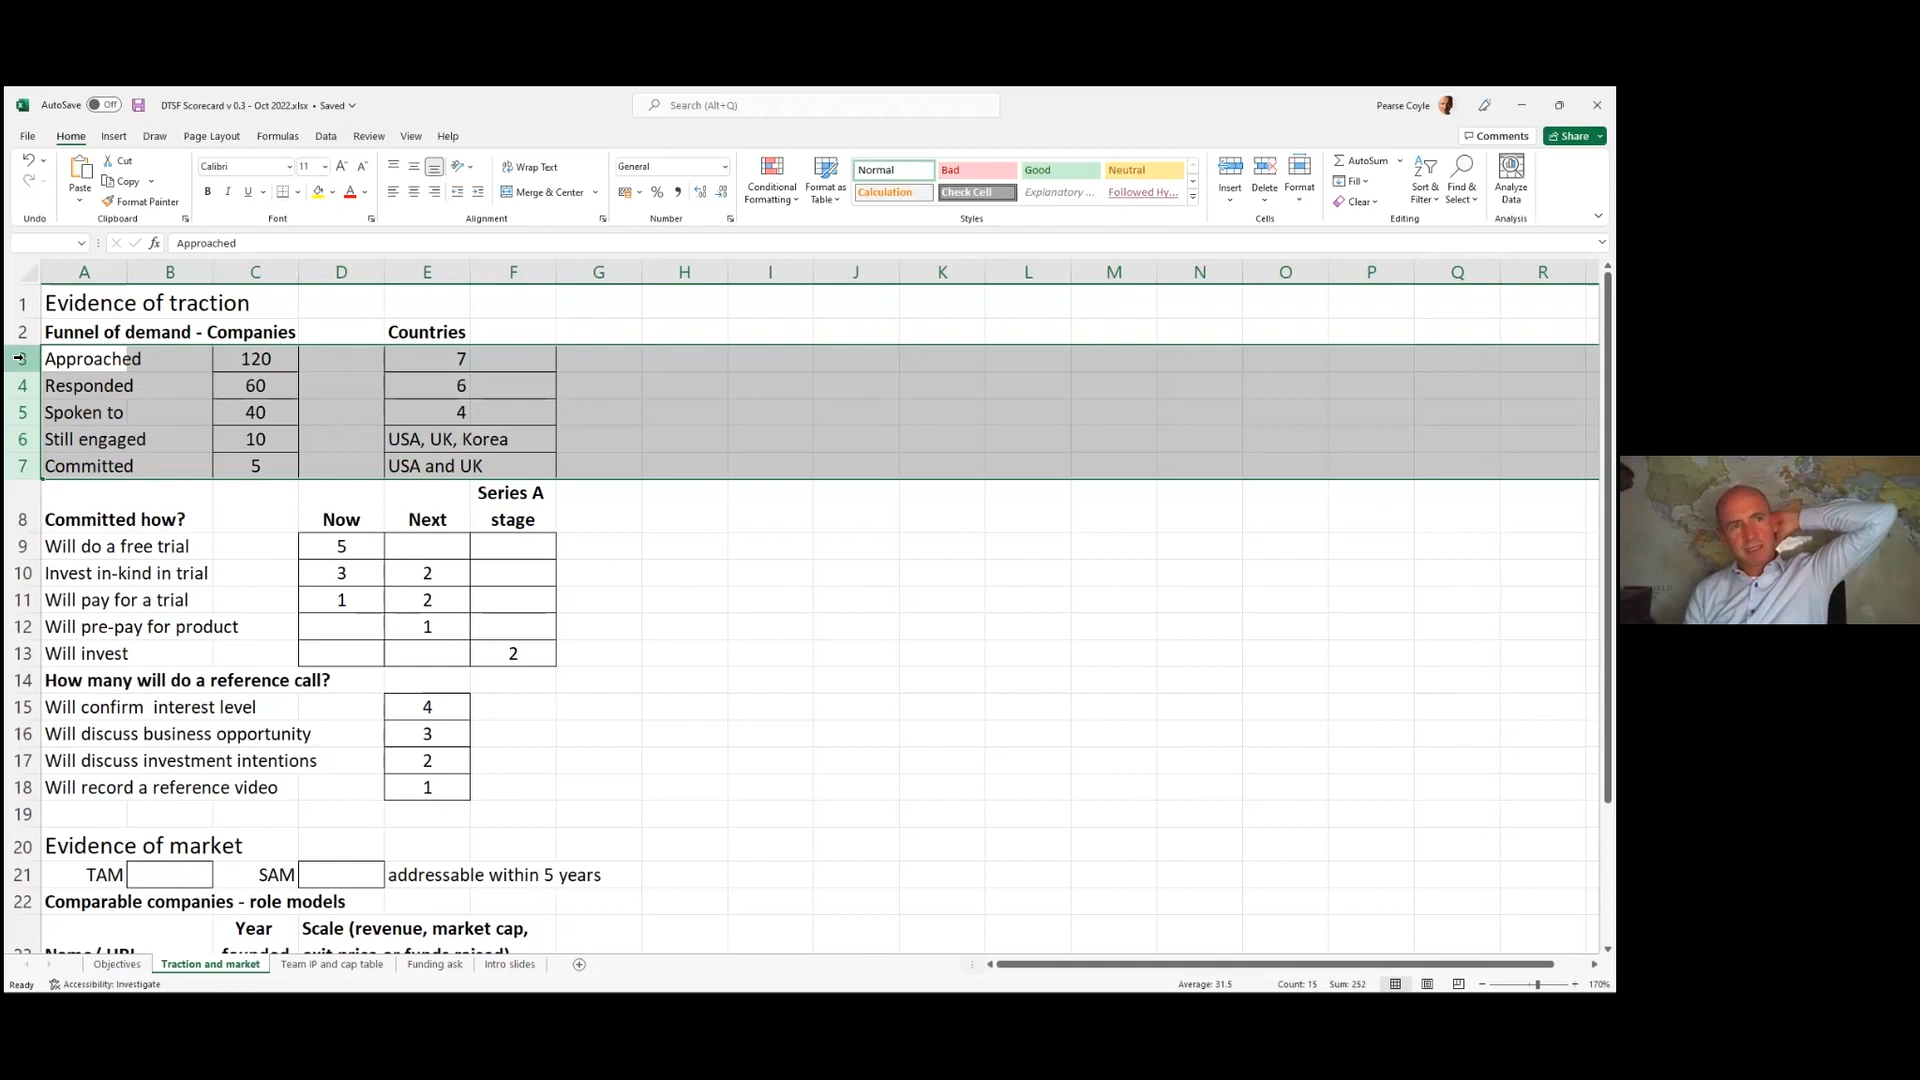 AutoSave Off DTSF Scorecard v 0.3 - Oct 2022.xlsx • Saved Search (Alt+Q) Pearse Coyle
File Home Insert Draw Page Layout Formulas Data Review View Help Comments Share
Paste Cut Copy Format Painter
Calibri 11 A A
B I U A
Wrap Text
Merge & Center
General
% ,
Conditional Formatting Format as Table
Normal Bad Good Neutral
Calculation Check Cell Explanatory ... Followed Hy...
Insert Delete Format
AutoSum Fill Clear
Sort & Filter Find & Select Analyze Data
Undo Clipboard Font Alignment Number Styles Cells Editing Analysis
fx Approached
A B C D E F G H I J K L M N O P Q R
1 Evidence of traction
2 Funnel of demand - Companies Countries
3 Approached 120 7
4 Responded 60 6
5 Spoken to 40 4
6 Still engaged 10 USA, UK, Korea
7 Committed 5 USA and UK
Series A
8 Committed how? Now Next stage
9 Will do a free trial 5
10 Invest in-kind in trial 3 2
11 Will pay for a trial 1 2
12 Will pre-pay for product 1
13 Will invest 2
14 How many will do a reference call?
15 Will confirm interest level 4
16 Will discuss business opportunity 3
17 Will discuss investment intentions 2
18 Will record a reference video 1
19
20 Evidence of market
21 TAM SAM addressable within 5 years
22 Comparable companies - role models
Year Scale (revenue, market cap,
23 Name / URL founded exit price or funds raised)
Objectives Traction and market Team IP and cap table Funding ask Intro slides
Ready Accessibility: Investigate Average: 31.5 Count: 15 Sum: 252 170%